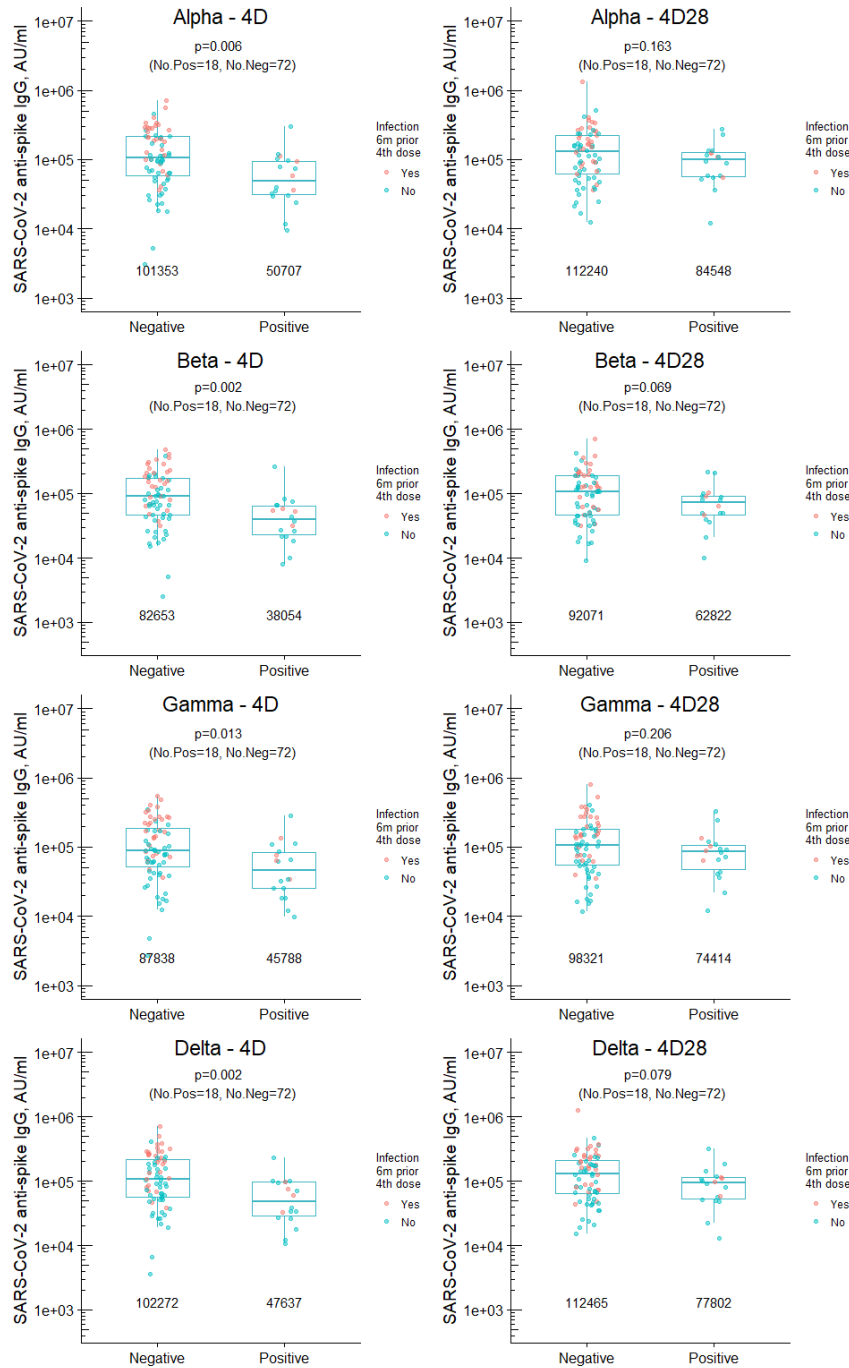 Alpha - 4D
p=0.006
(No.Pos=18, No.Neg=72)
SARS-CoV-2 anti-spike IgG, AU/ml
1e+07
1e+06
1e+05
1e+04
1e+03
101353
50707
Negative
Positive
Infection
6m prior
4th dose
Yes
No
Alpha - 4D28
p=0.163
(No.Pos=18, No.Neg=72)
SARS-CoV-2 anti-spike IgG, AU/ml
1e+07
1e+06
1e+05
1e+04
1e+03
112240
84548
Negative
Positive
Infection
6m prior
4th dose
Yes
No
Beta - 4D
p=0.002
(No.Pos=18, No.Neg=72)
SARS-CoV-2 anti-spike IgG, AU/ml
1e+07
1e+06
1e+05
1e+04
1e+03
82653
38054
Negative
Positive
Infection
6m prior
4th dose
Yes
No
Beta - 4D28
p=0.069
(No.Pos=18, No.Neg=72)
SARS-CoV-2 anti-spike IgG, AU/ml
1e+07
1e+06
1e+05
1e+04
1e+03
92071
62822
Negative
Positive
Infection
6m prior
4th dose
Yes
No
Gamma - 4D
p=0.013
(No.Pos=18, No.Neg=72)
SARS-CoV-2 anti-spike IgG, AU/ml
1e+07
1e+06
1e+05
1e+04
1e+03
87838
45788
Negative
Positive
Infection
6m prior
4th dose
Yes
No
Gamma - 4D28
p=0.206
(No.Pos=18, No.Neg=72)
SARS-CoV-2 anti-spike IgG, AU/ml
1e+07
1e+06
1e+05
1e+04
1e+03
98321
74414
Negative
Positive
Infection
6m prior
4th dose
Yes
No
Delta - 4D
p=0.002
(No.Pos=18, No.Neg=72)
SARS-CoV-2 anti-spike IgG, AU/ml
1e+07
1e+06
1e+05
1e+04
1e+03
102272
47637
Negative
Positive
Infection
6m prior
4th dose
Yes
No
Delta - 4D28
p=0.079
(No.Pos=18, No.Neg=72)
SARS-CoV-2 anti-spike IgG, AU/ml
1e+07
1e+06
1e+05
1e+04
1e+03
112465
77802
Negative
Positive
Infection
6m prior
4th dose
Yes
No